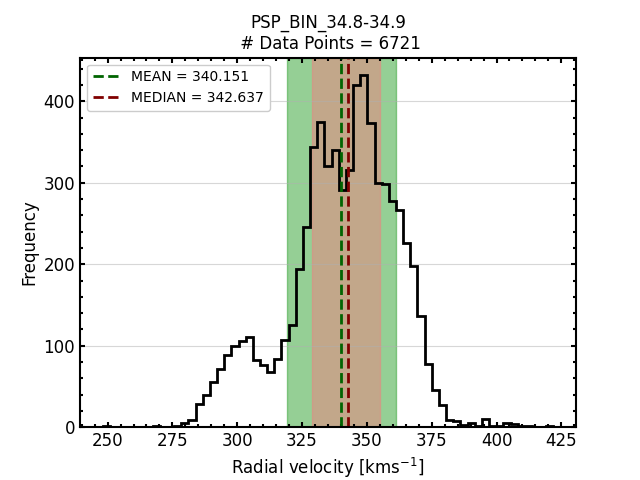 PSP_BIN_34.8-34.9
# Data Points = 6721
MEAN = 340.151
MEDIAN = 342.637
Frequency
400
300
200
100
0
250 275 300 325 350 375 400 425
Radial velocity [kms⁻¹]